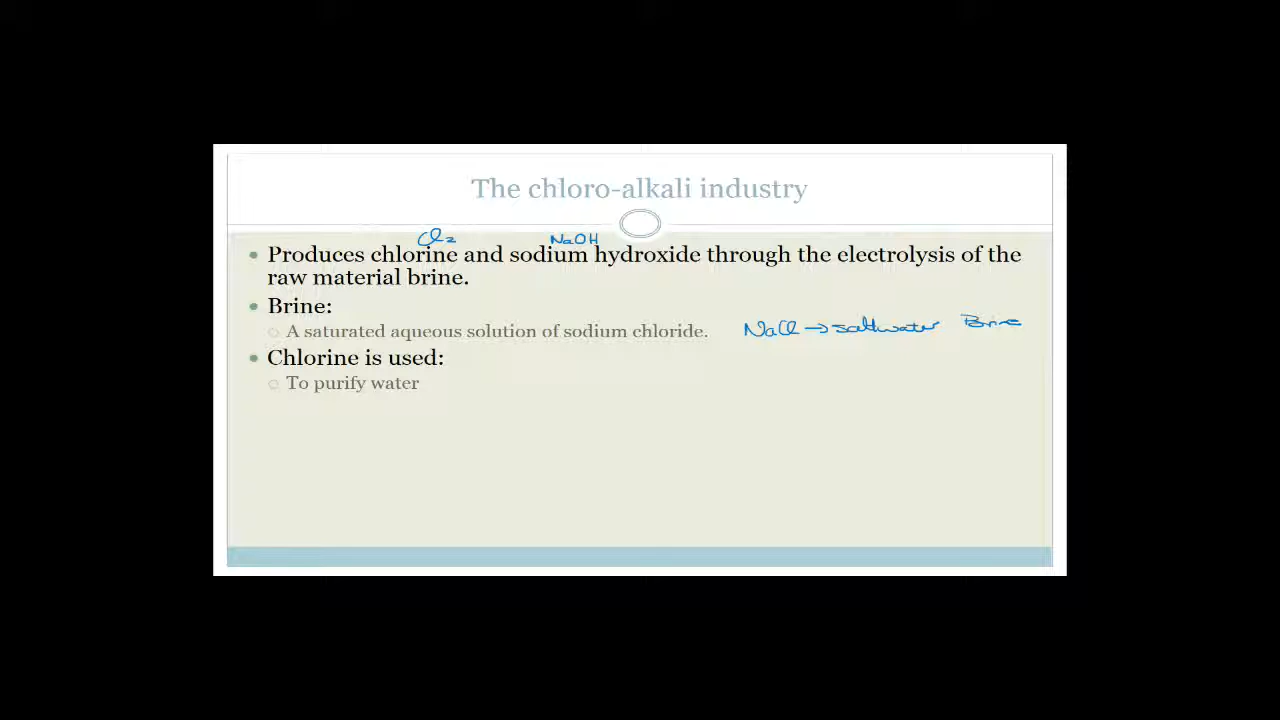 The chloro-alkali industry
Cl2 NaOH
Produces chlorine and sodium hydroxide through the electrolysis of the
raw material brine.
Brine:
A saturated aqueous solution of sodium chloride. NaCl → saltwater Brine
Chlorine is used:
To purify water